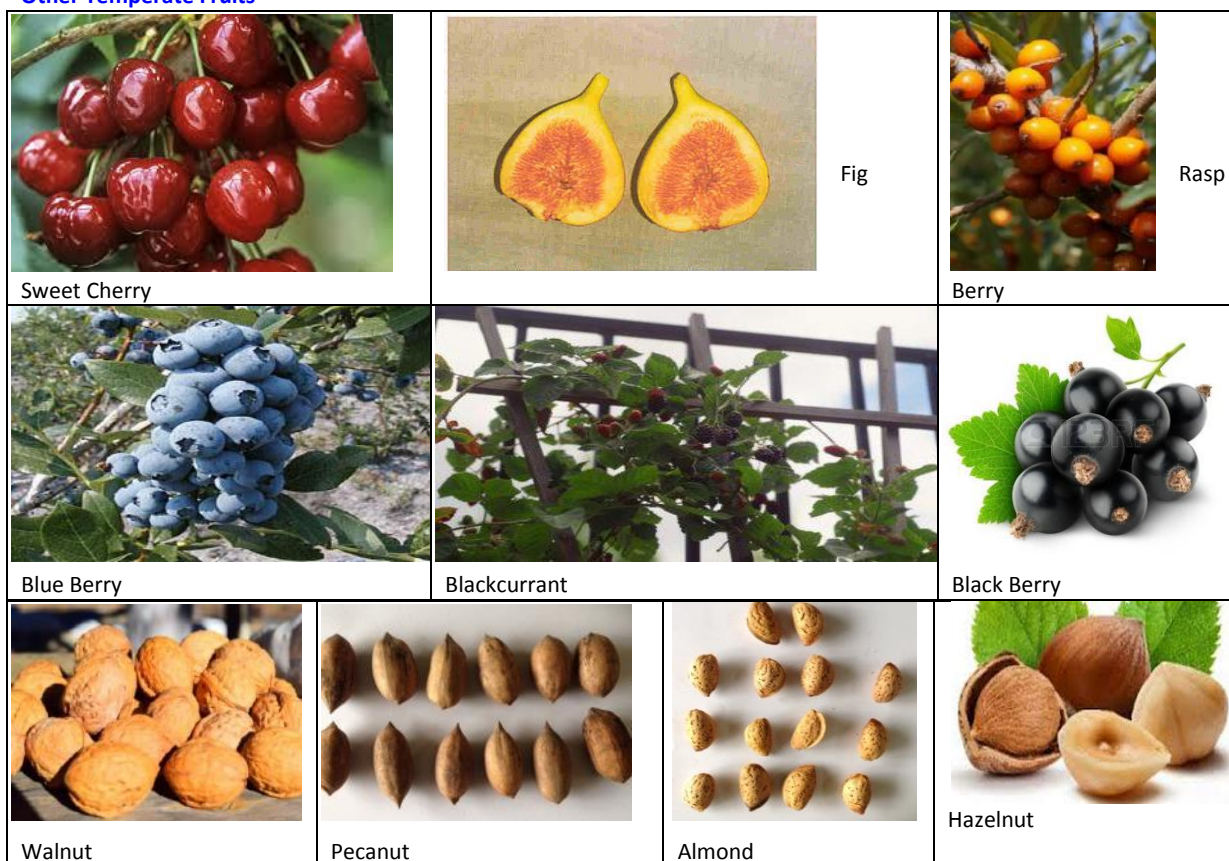 Other Temperate Fruits
Fig
Rasp
Sweet Cherry
Berry
Blue Berry
Blackcurrant
Black Berry
Walnut
Pecanut
Almond
Hazelnut